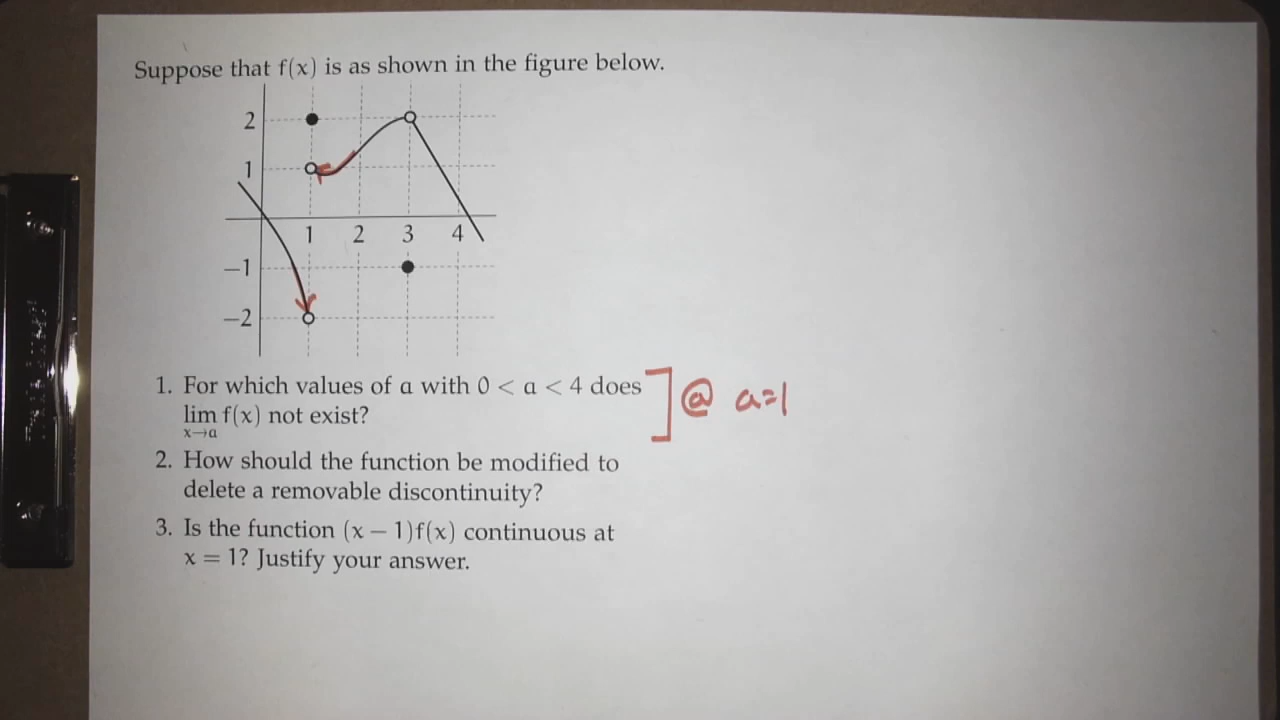 Suppose that f(x) is as shown in the figure below.
2
1
1 2 3 4
−1
−2
1. For which values of a with 0 < a < 4 does
lim f(x) not exist?
x→a
@ a=1
2. How should the function be modified to
delete a removable discontinuity?
3. Is the function (x − 1)f(x) continuous at
x = 1? Justify your answer.